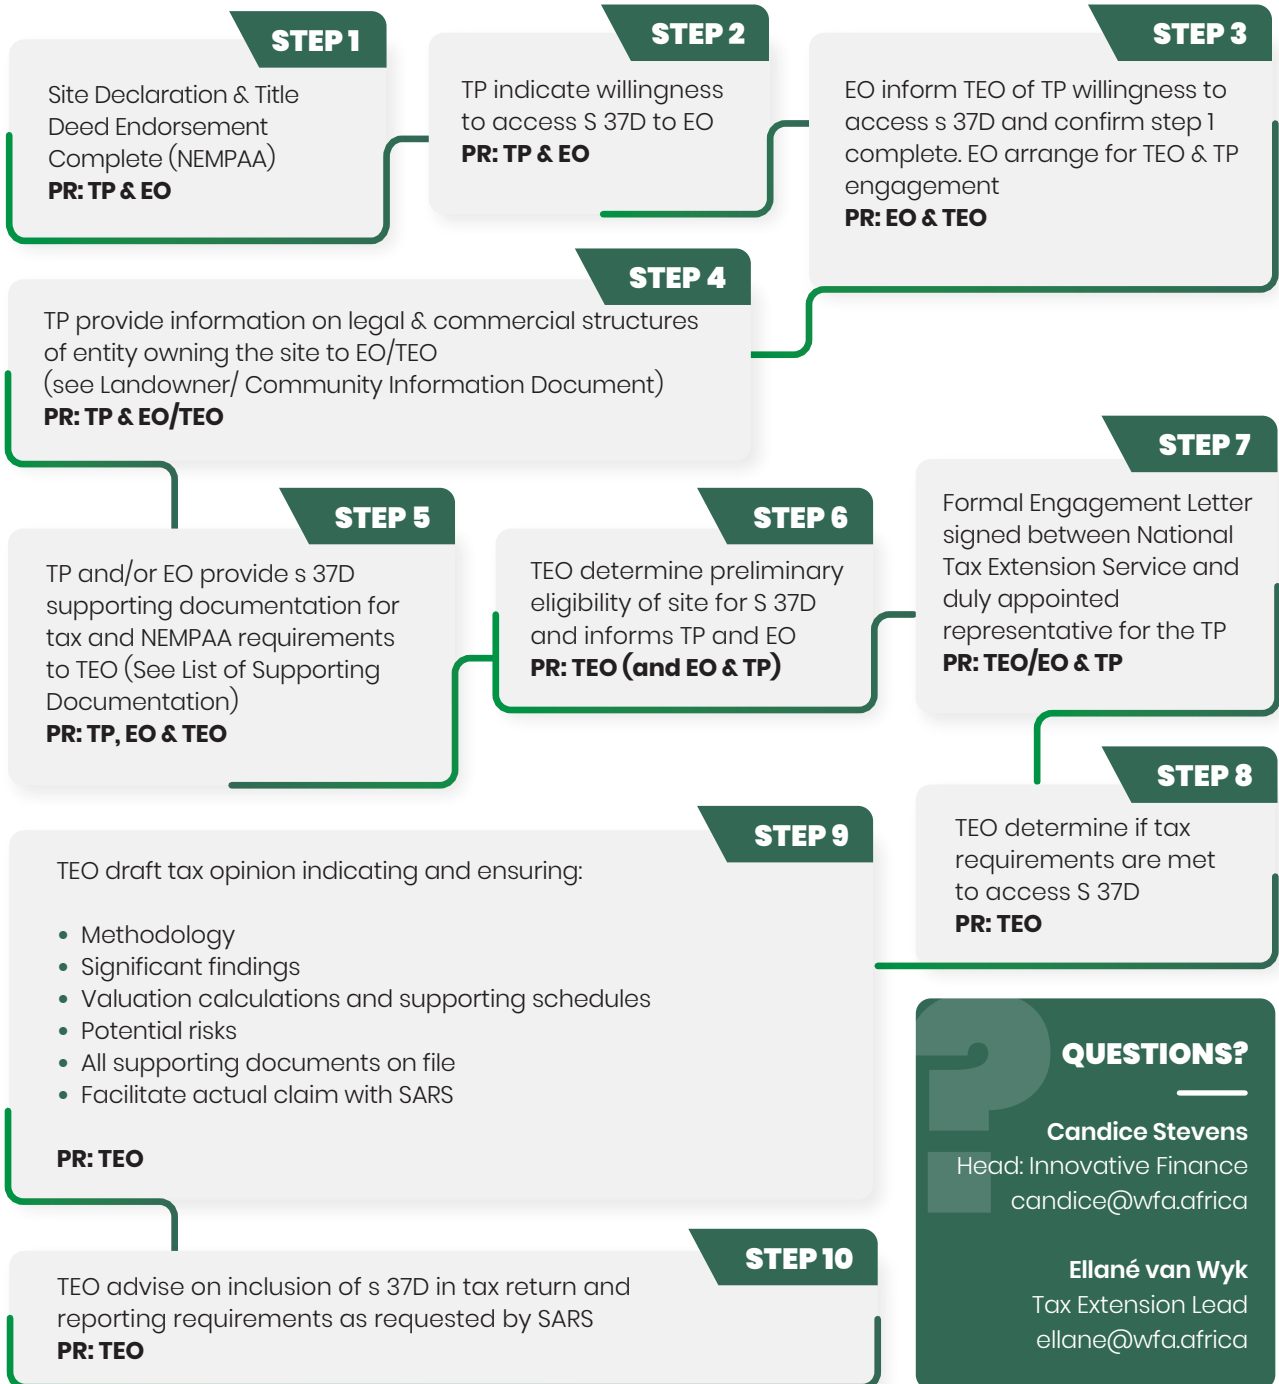 STEP 1
Site Declaration & Title
Deed Endorsement
Complete (NEMPAA)
PR: TP & EO
STEP 2
TP indicate willingness
to access S 37D to EO
PR: TP & EO
STEP 3
EO inform TEO of TP willingness to
access s 37D and confirm step 1
complete. EO arrange for TEO & TP
engagement
PR: EO & TEO
STEP 4
TP provide information on legal & commercial structures
of entity owning the site to EO/TEO
(see Landowner/ Community Information Document)
PR: TP & EO/TEO
STEP 5
TP and/or EO provide s 37D
supporting documentation for
tax and NEMPAA requirements
to TEO (See List of Supporting
Documentation)
PR: TP, EO & TEO
STEP 6
TEO determine preliminary
eligibility of site for S 37D
and informs TP and EO
PR: TEO (and EO & TP)
STEP 7
Formal Engagement Letter
signed between National
Tax Extension Service and
duly appointed
representative for the TP
PR: TEO/EO & TP
STEP 8
TEO determine if tax
requirements are met
to access S 37D
PR: TEO
STEP 9
TEO draft tax opinion indicating and ensuring:
• Methodology
• Significant findings
• Valuation calculations and supporting schedules
• Potential risks
• All supporting documents on file
• Facilitate actual claim with SARS
PR: TEO
STEP 10
TEO advise on inclusion of s 37D in tax return and
reporting requirements as requested by SARS
PR: TEO
?
QUESTIONS?
Candice Stevens
Head: Innovative Finance
candice@wfa.africa
Ellané van Wyk
Tax Extension Lead
ellane@wfa.africa